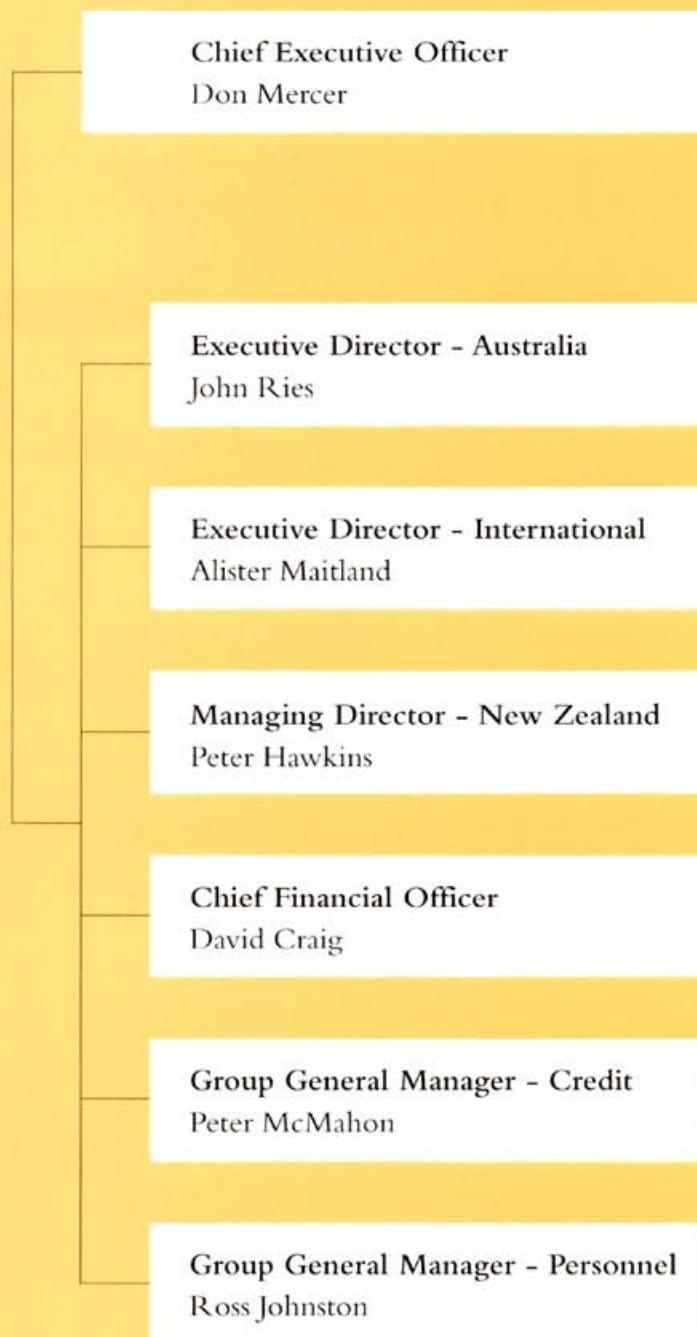 Chief Executive Officer
Don Mercer
Executive Director - Australia
John Ries
Executive Director - International
Alister Maitland
Managing Director - New Zealand
Peter Hawkins
Chief Financial Officer
David Craig
Group General Manager - Credit
Peter McMahon
Group General Manager - Personnel
Ross Johnston